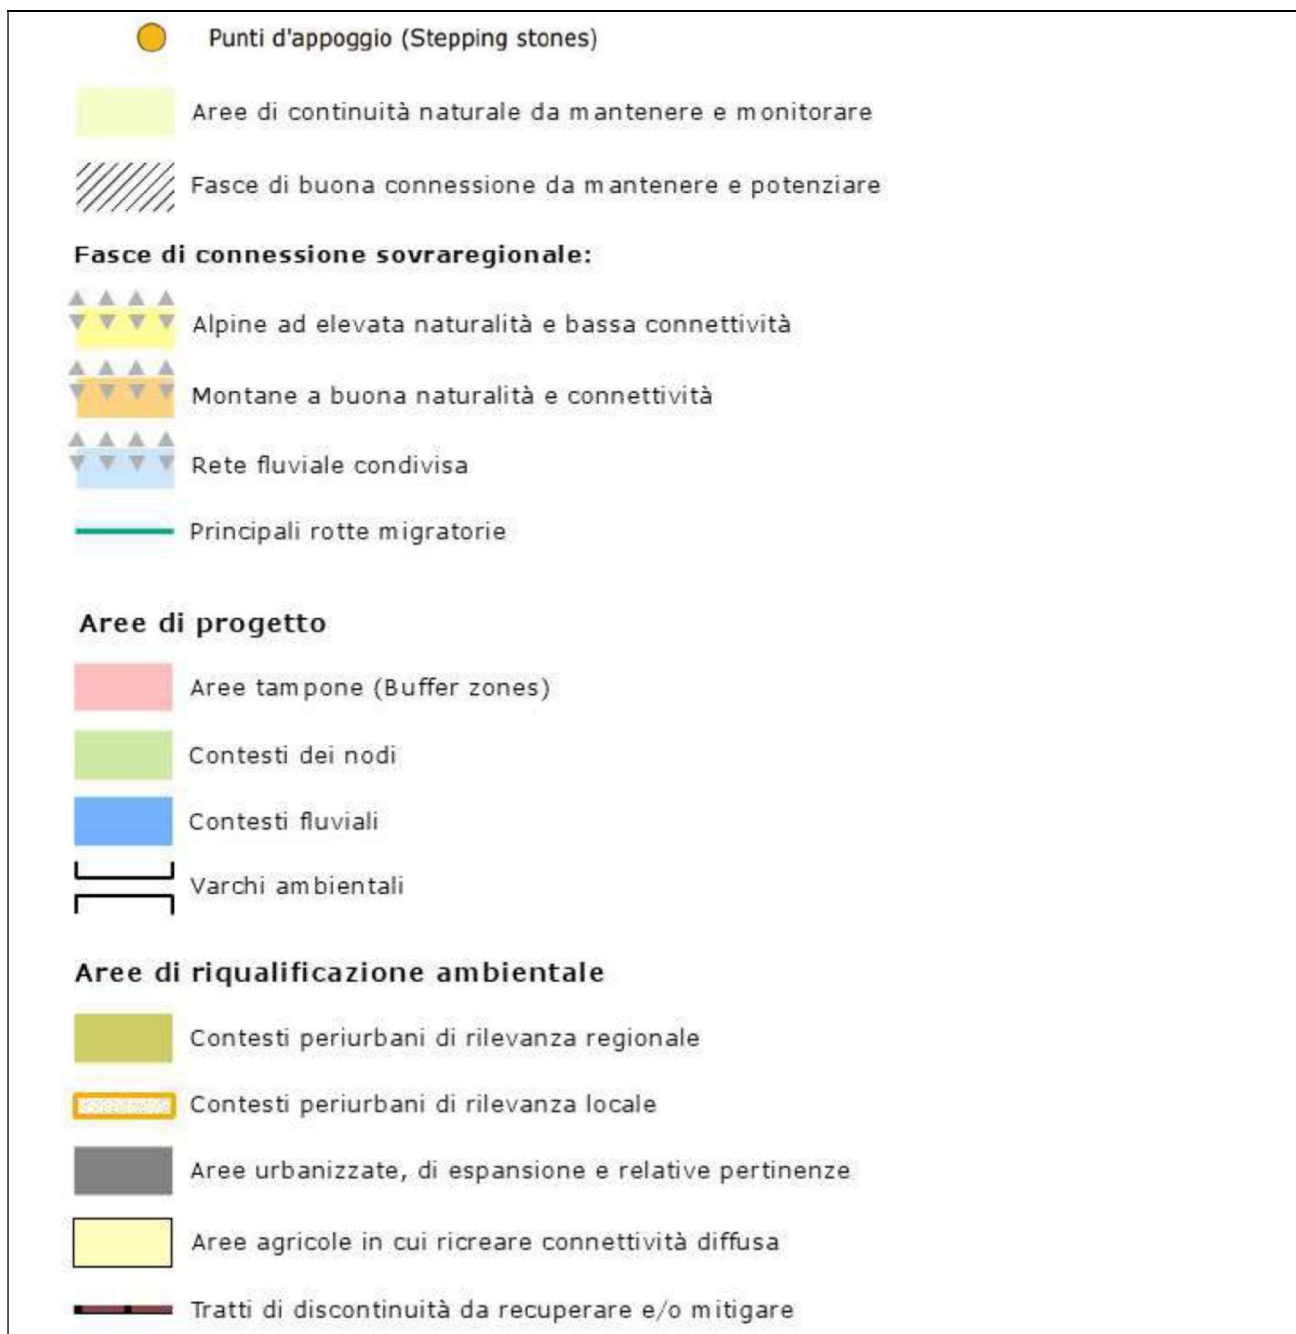 Punti d'appoggio (Stepping stones)
Aree di continuità naturale da mantenere e monitorare
Fasce di buona connessione da mantenere e potenziare
Fasce di connessione sovraregionale:
Alpine ad elevata naturalità e bassa connettività
Montane a buona naturalità e connettività
Rete fluviale condivisa
Principali rotte migratorie
Aree di progetto
Aree tampone (Buffer zones)
Contesti dei nodi
Contesti fluviali
Varchi ambientali
Aree di riqualificazione ambientale
Contesti periurbani di rilevanza regionale
Contesti periurbani di rilevanza locale
Aree urbanizzate, di espansione e relative pertinenze
Aree agricole in cui ricreare connettività diffusa
Tratti di discontinuità da recuperare e/o mitigare